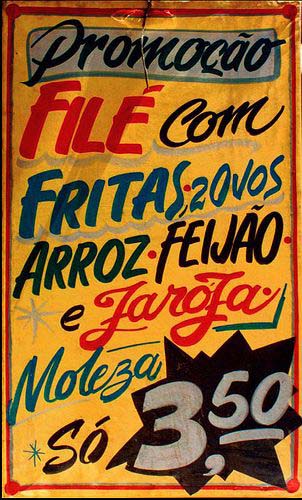 Promoção
FILÉ com
FRITAS, 2 OVOS
ARROZ. FEIJÃO.
e Farofa.
Moleza
Só 3,50